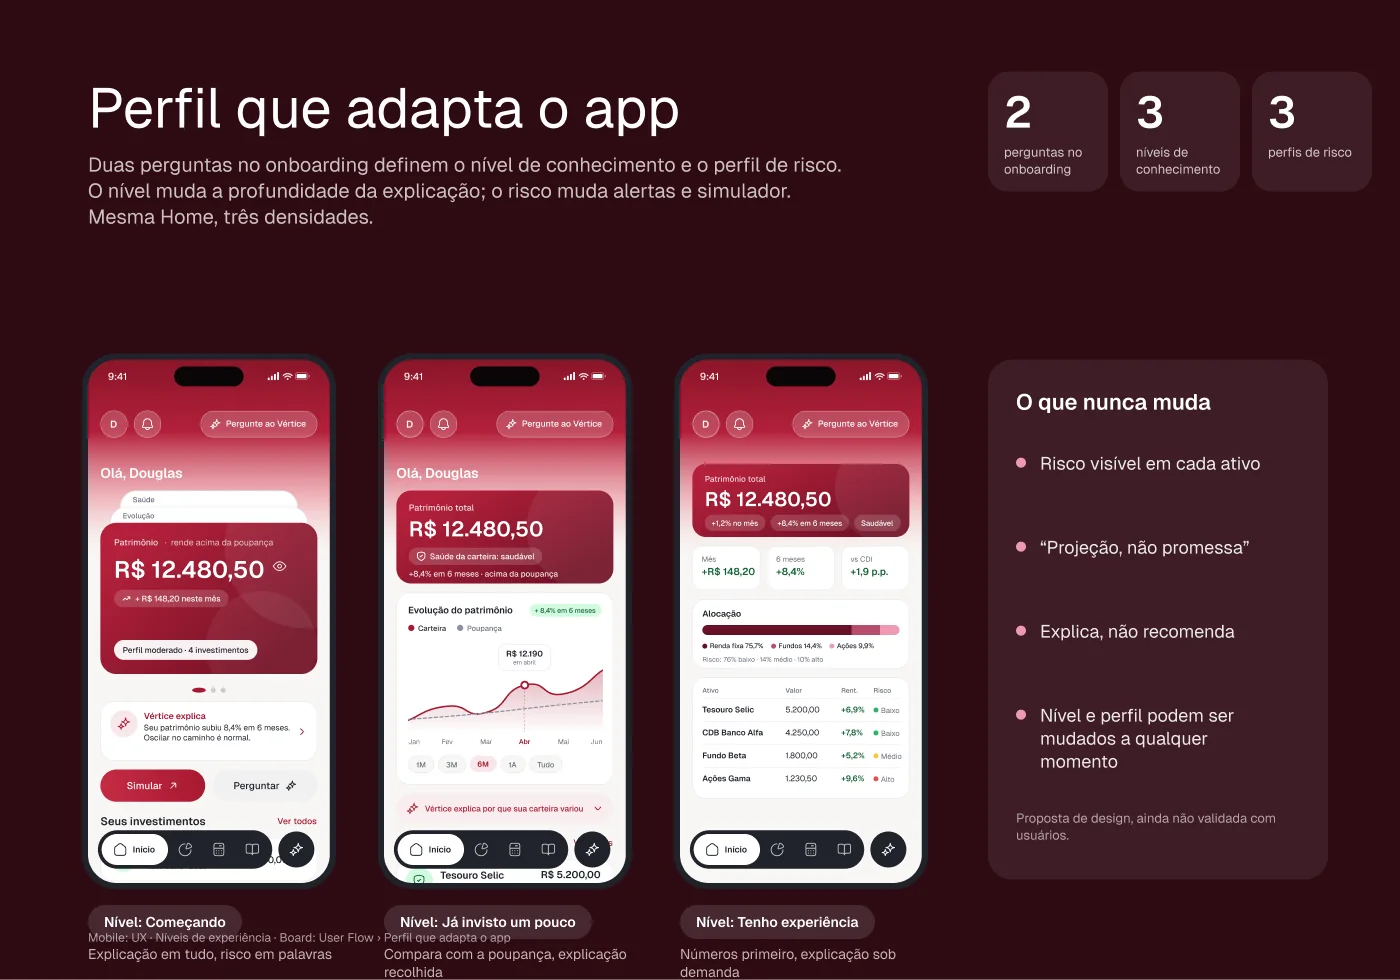 Perfil que adapta o app
Duas perguntas no onboarding definem o nível de conhecimento e o perfil de risco.
O nível muda a profundidade da explicação; o risco muda alertas e simulador.
Mesma Home, três densidades.
2
perguntas no
onboarding
3
níveis de
conhecimento
3
perfis de risco
9:41
D
Pergunte ao Vértice
Olá, Douglas
Saúde
Evolução
Patrimônio · rende acima da poupança
R$ 12.480,50
+ R$ 148,20 neste mês
Perfil moderado · 4 investimentos
Vértice explica
Seu patrimônio subiu 8,4% em 6 meses.
Oscilar no caminho é normal.
Simular
Perguntar
Seus investimentos
Ver todos
Início
Nível: Começando
Mobile: UX · Níveis de experiência · Board: User Flow › Perfil que adapta o app
Explicação em tudo, risco em palavras
9:41
D
Pergunte ao Vértice
Olá, Douglas
Patrimônio total
R$ 12.480,50
Saúde da carteira: saudável
+8,4% em 6 meses · acima da poupança
Evolução do patrimônio
+ 8,4% em 6 meses
Carteira
Poupança
R$ 12.190
em abril
Jan Fev Mar Abr Mai Jun
1M 3M 6M 1A Tudo
Vértice explica por que sua carteira variou
Início
Tesouro Selic
R$ 5.200,00
Nível: Já invisto um pouco
Compara com a poupança, explicação
recolhida
9:41
D
Pergunte ao Vértice
Patrimônio total
R$ 12.480,50
+1,2% no mês
+8,4% em 6 meses
Saudável
Mês
+R$ 148,20
6 meses
+8,4%
vs CDI
+1,9 p.p.
Alocação
Renda fixa 75,7% Fundos 14,4% Ações 9,9%
Risco: 76% baixo · 14% médio · 10% alto
Ativo Valor Rent. Risco
Tesouro Selic 5.200,00 +6,9% Baixo
CDB Banco Alfa 4.250,00 +7,8% Baixo
Fundo Beta 1.800,00 +5,2% Médio
Ações Gama 1.230,50 +9,6% Alto
Início
Nível: Tenho experiência
Números primeiro, explicação sob
demanda
O que nunca muda
Risco visível em cada ativo
“Projeção, não promessa”
Explica, não recomenda
Nível e perfil podem ser
mudados a qualquer
momento
Proposta de design, ainda não validada com
usuários.